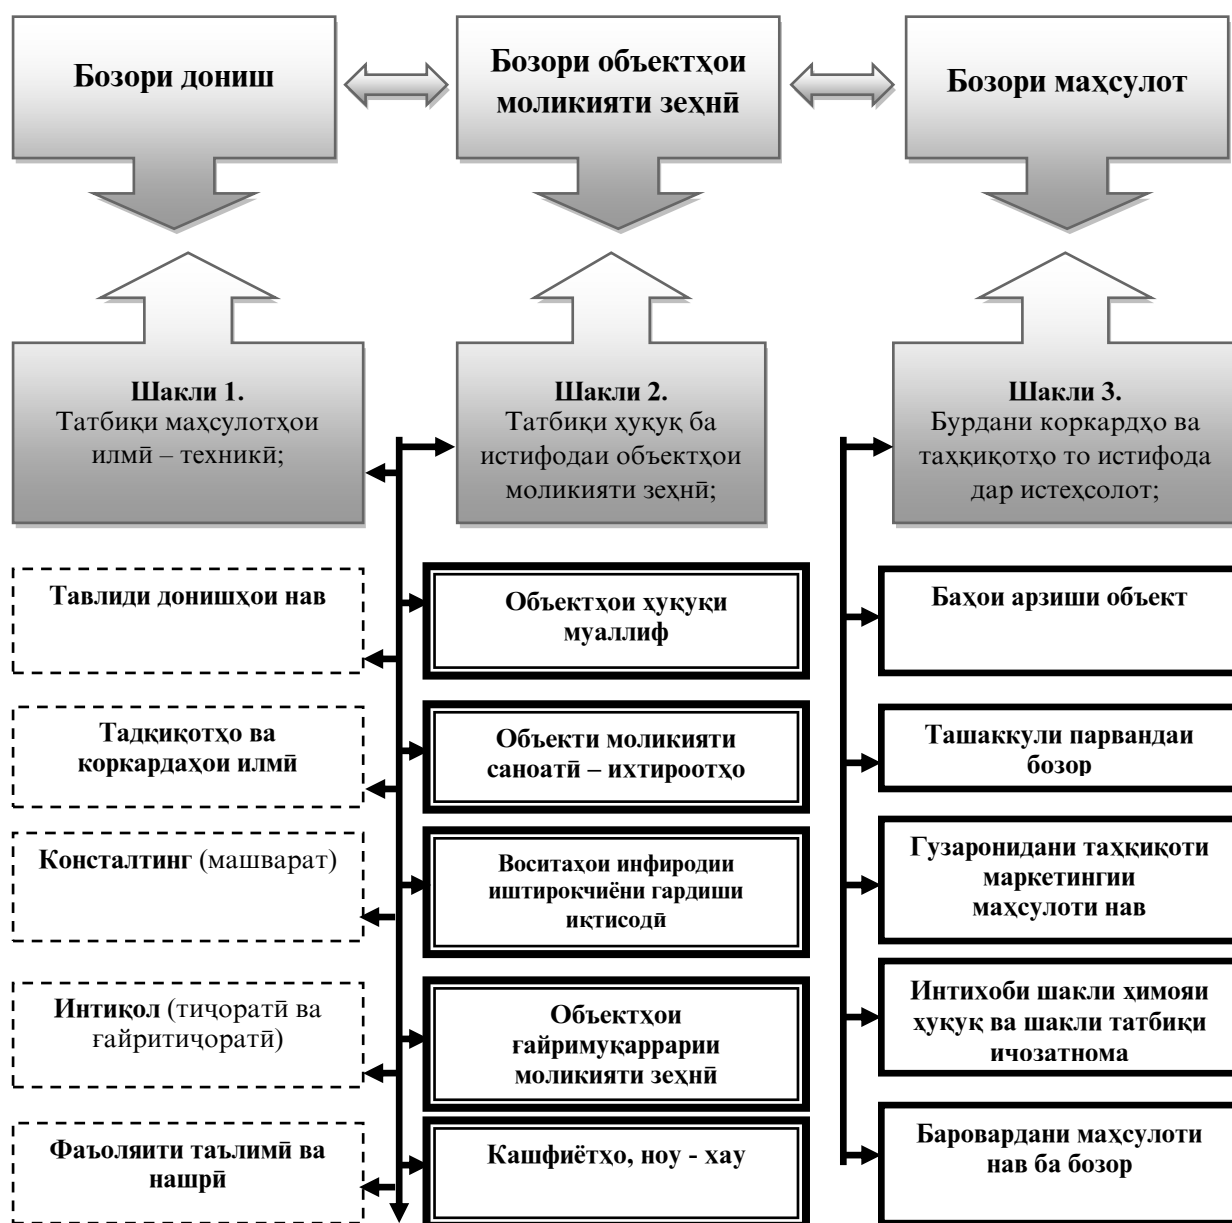 Бозори дониш
Бозори объектҳои
моликияти зеҳнӣ
Бозори маҳсулот
Шакли 1.
Татбиқи маҳсулотҳои
илмӣ – техникӣ;
Шакли 2.
Татбиқи ҳуқуқ ба
истифодаи объектҳои
моликияти зеҳнӣ;
Шакли 3.
Бурдани коркардҳо ва
таҳқиқотҳо то истифода
дар истеҳсолот;
Тавлиди донишҳои нав
Тадқиқотҳо ва
коркардаҳои илмӣ
Консалтинг (машварат)
Интиқол (тиҷоратӣ ва
ғайритиҷоратӣ)
Фаъоляити таълимӣ ва
нашрӣ
Объектҳои ҳуқуқи
муаллиф
Объекти моликияти
саноатӣ – ихтироотҳо
Воситаҳои инфиродии
иштирокчиёни гардиши
иқтисодӣ
Объектҳои
ғайримуқаррарии
моликияти зеҳнӣ
Кашфиётҳо, ноу - хау
Баҳои арзиши объект
Ташаккули парвандаи
бозор
Гузаронидани таҳқиқоти
маркетингии
маҳсулоти нав
Интихоби шакли ҳимояи
ҳуқуқ ва шакли татбиқи
иҷозатнома
Баровардани маҳсулоти
нав ба бозор